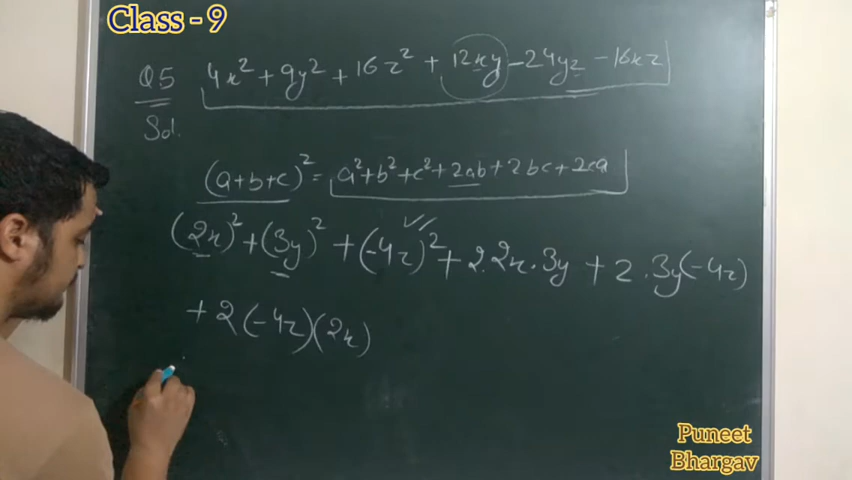 Class - 9
Q5 4x² + 9y² + 16z² + 12xy - 24yz - 16xz
Sol.
(a+b+c)² = a² + b² + c² + 2ab + 2bc + 2ca
(2x)² + (3y)² + (-4z)² + 2.2x.3y + 2.3y(-4z)
+ 2(-4z)(2x)
Puneet
Bhargav